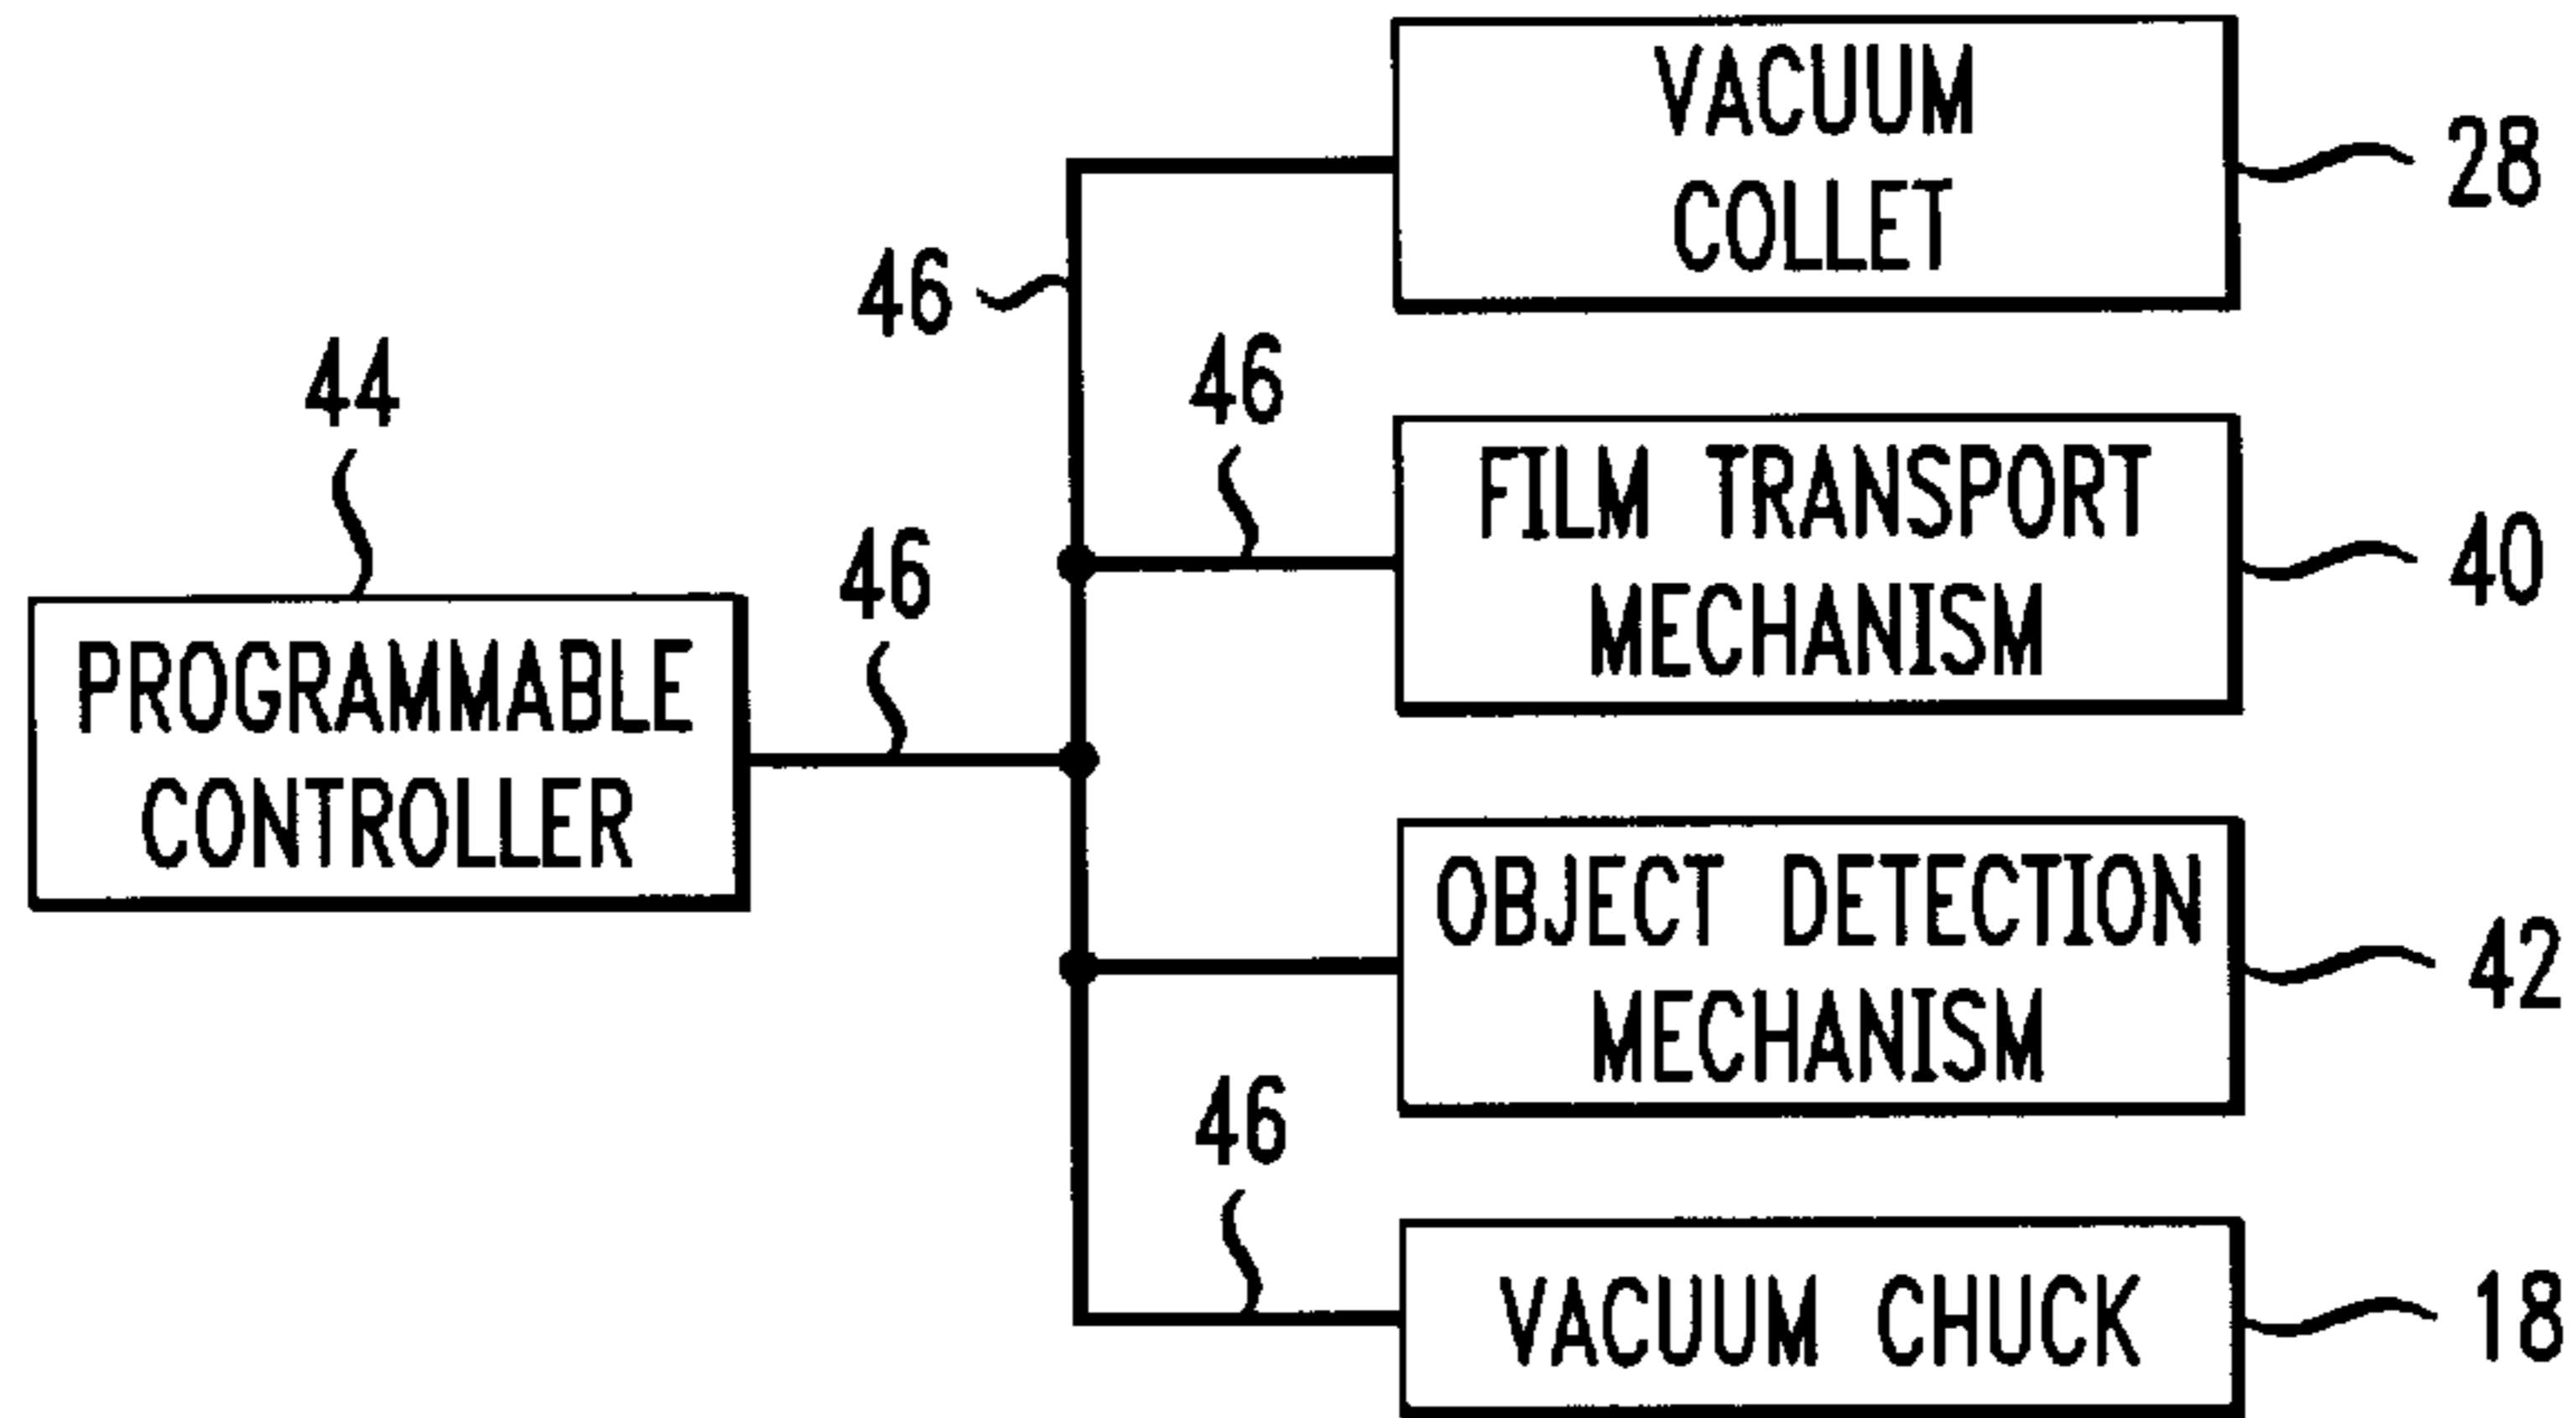 VACUUM
COLLET
28
46
44
46
FILM TRANSPORT
MECHANISM
40
46
PROGRAMMABLE
CONTROLLER
OBJECT DETECTION
MECHANISM
42
46
VACUUM CHUCK
18